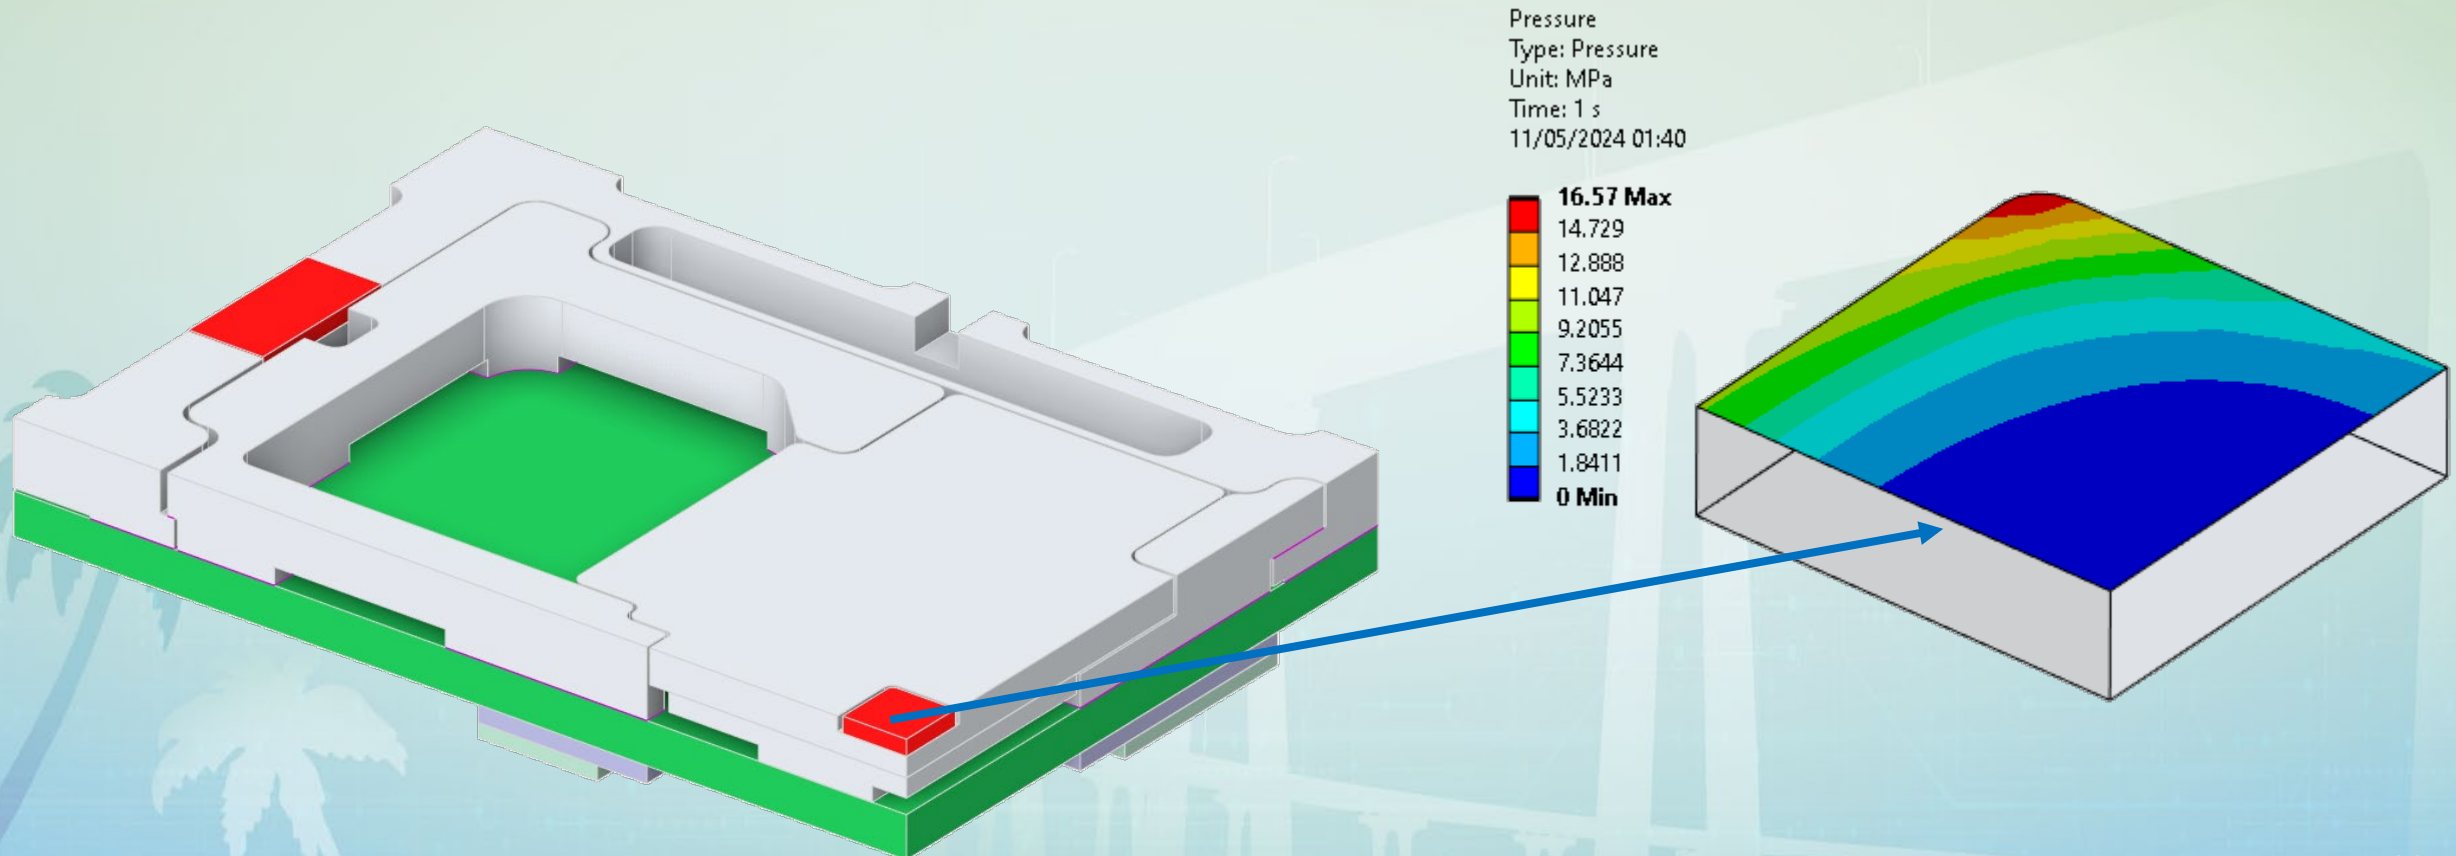 Pressure
Type: Pressure
Unit: MPa
Time: 1 s
11/05/2024 01:40
16.57 Max
14.729
12.888
11.047
9.2055
7.3644
5.5233
3.6822
1.8411
0 Min